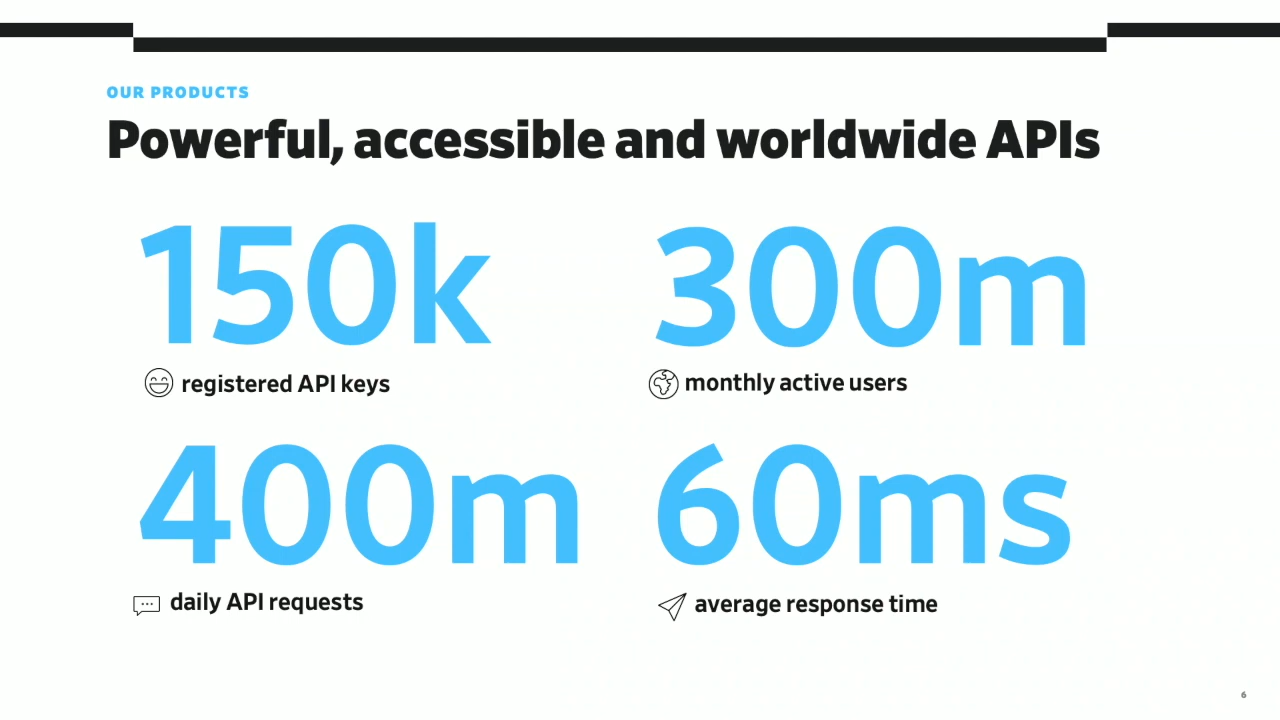 OUR PRODUCTS
Powerful, accessible and worldwide APIs
150k
registered API keys
300m
monthly active users
400m
daily API requests
60ms
average response time
6